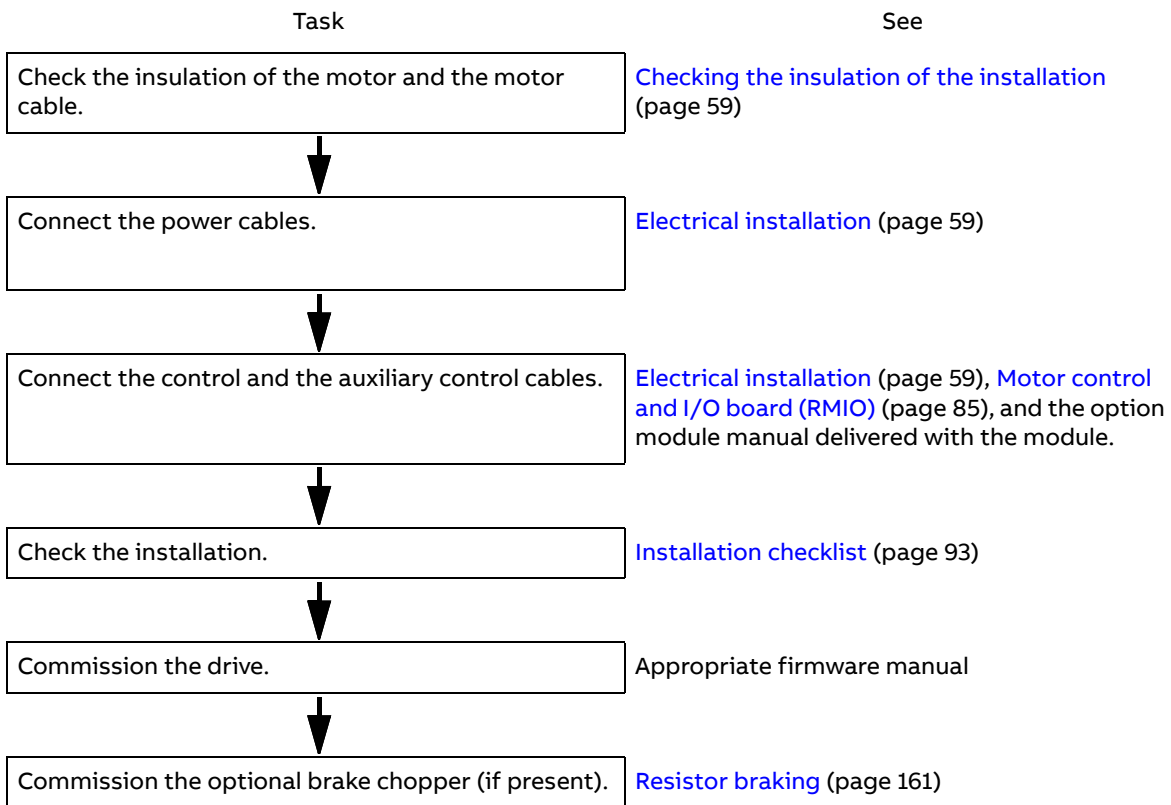 Task
See
Check the insulation of the motor and the motor
cable.
Checking the insulation of the installation
(page 59)
Connect the power cables.
Electrical installation (page 59)
Connect the control and the auxiliary control cables.
Electrical installation (page 59), Motor control
and I/O board (RMIO) (page 85), and the option
module manual delivered with the module.
Check the installation.
Installation checklist (page 93)
Commission the drive.
Appropriate firmware manual
Commission the optional brake chopper (if present).
Resistor braking (page 161)